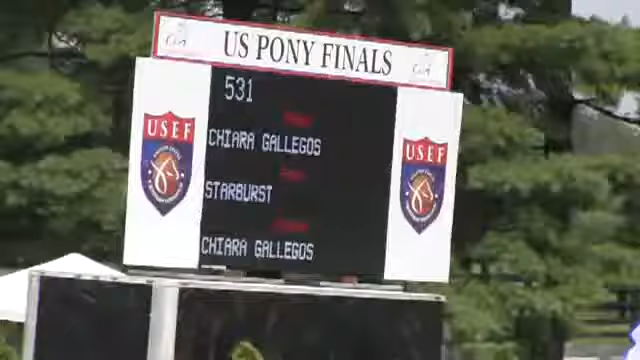 US PONY FINALS
531
CHIARA GALLEGOS
STARBURST
CHIARA GALLEGOS
USEF
USEF